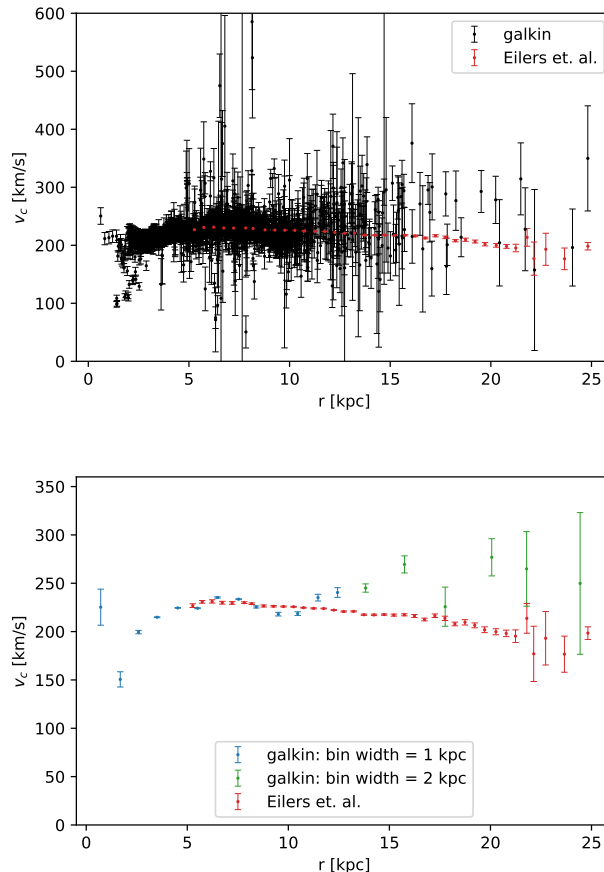 600
500
400
300
200
100
0
v_c [km/s]
galkin
Eilers et. al.
0 5 10 15 20 25
r [kpc]
350
300
250
200
150
100
50
0
v_c [km/s]
galkin: bin width = 1 kpc
galkin: bin width = 2 kpc
Eilers et. al.
0 5 10 15 20 25
r [kpc]